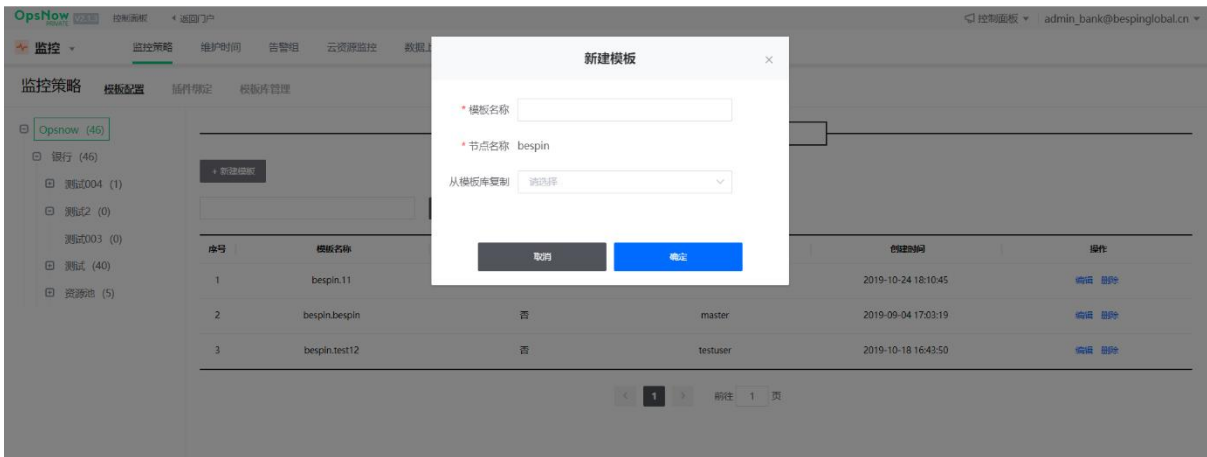 OpsNow PRIVATE V2.3.3 控制面板 返回门户 控制面板 admin_bank@bespinglobal.cn
监控 监控策略 维护时间 告警组 云资源监控 数据上
监控策略 模板配置 插件绑定 模板库管理
新建模板 ×
* 模板名称
* 节点名称 bespin
从模板库复制 请选择
取消 确定
Opsnow (46)
银行 (46)
测试004 (1)
测试2 (0)
测试003 (0)
测试 (40)
资源池 (5)
+ 新建模板
序号 模板名称 创建时间 操作
1 bespin.11 2019-10-24 18:10:45 编辑 删除
2 bespin.bespin 否 master 2019-09-04 17:03:19 编辑 删除
3 bespin.test12 否 testuser 2019-10-18 16:43:50 编辑 删除
< 1 > 前往 1 页